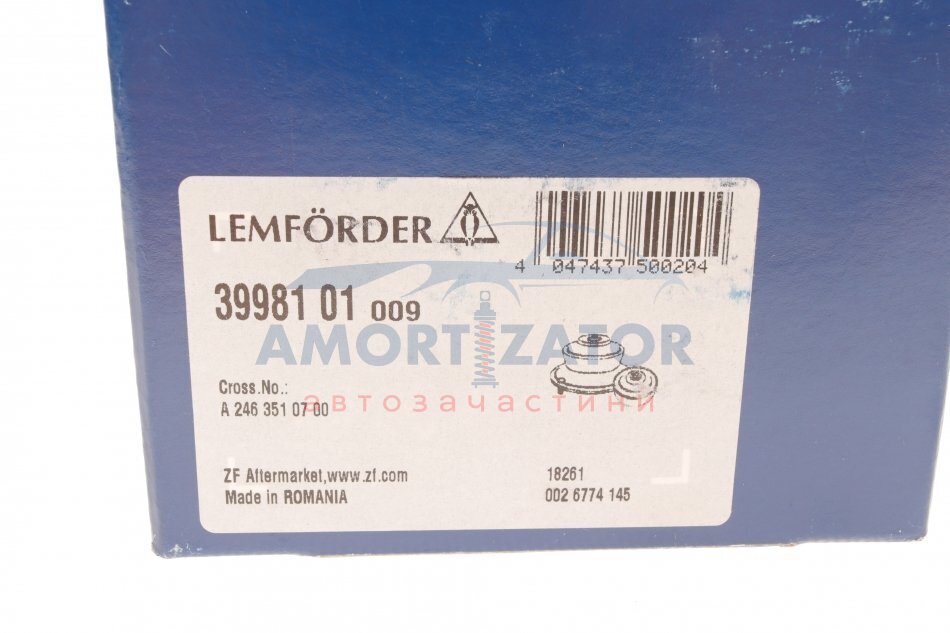 LEMFÖRDER
4 047437 500204
39981 01 009
AMORTIZATOR
автозачастини
Cross.No.:
A 246 351 07 00
ZF Aftermarket,www.zf.com
Made in ROMANIA
18261
002 6774 145